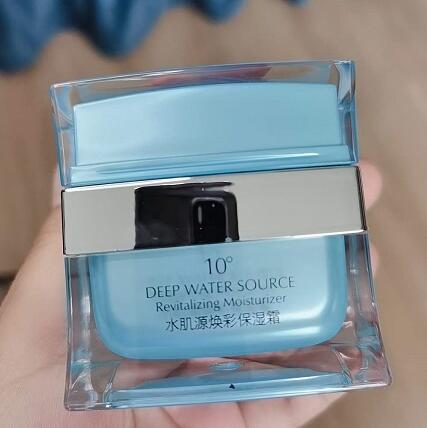 10°
DEEP WATER SOURCE
Revitalizing Moisturizer
水肌源焕彩保湿霜